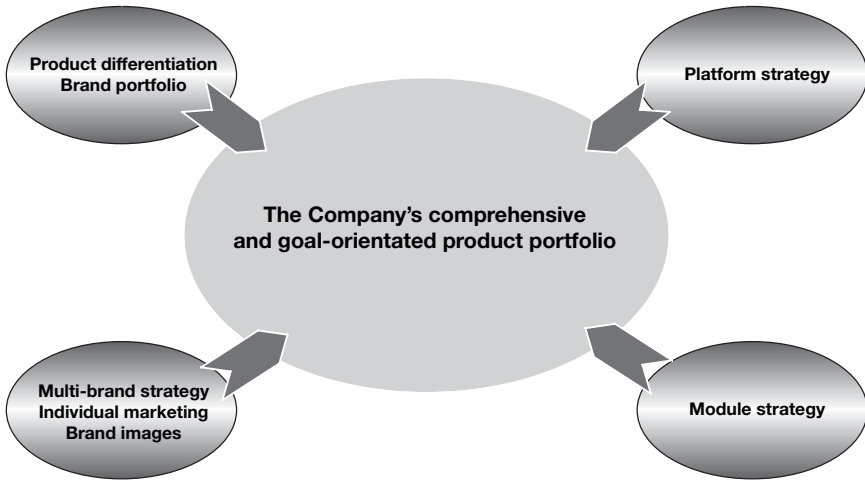 Product differentiation
Brand portfolio
Platform strategy
The Company’s comprehensive
and goal-orientated product portfolio
Multi-brand strategy
Individual marketing
Brand images
Module strategy